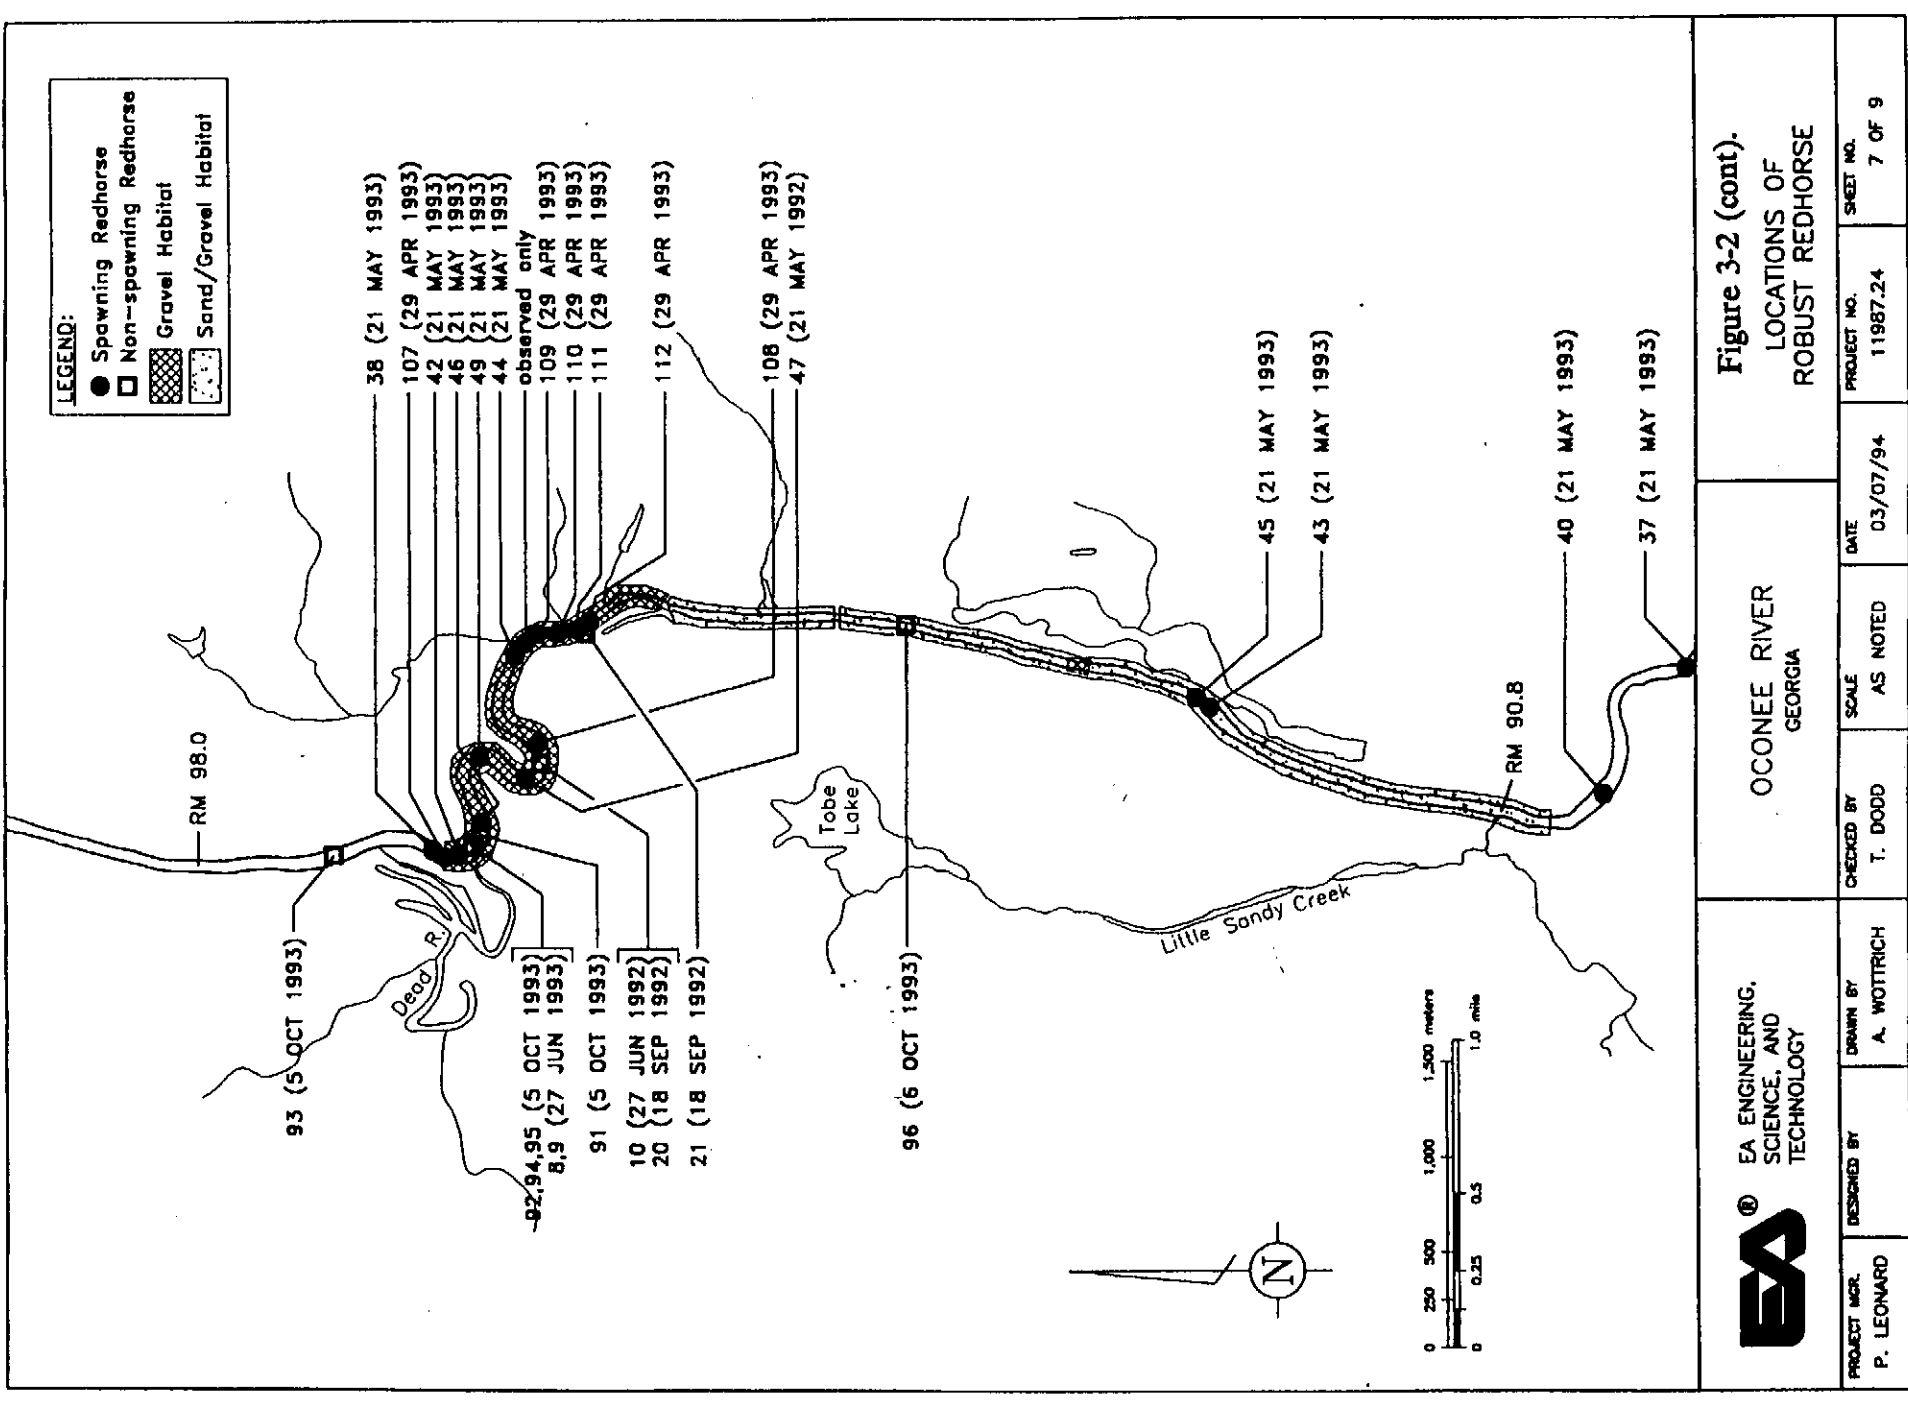 LEGEND:
Spawning Redhorse
Non-spawning Redhorse
Gravel Habitat
Sand/Gravel Habitat
38 (21 MAY 1993)
107 (29 APR 1993)
42 (21 MAY 1993)
46 (21 MAY 1993)
49 (21 MAY 1993)
44 (21 MAY 1993)
observed only
109 (29 APR 1993)
110 (29 APR 1993)
111 (29 APR 1993)
112 (29 APR 1993)
108 (29 APR 1993)
47 (21 MAY 1992)
45 (21 MAY 1993)
43 (21 MAY 1993)
40 (21 MAY 1993)
37 (21 MAY 1993)
RM 98.0
RM 90.8
Tobe
Lake
Little Sandy Creek
Dead R.
93 (5 OCT 1993)
92,94,95 (5 OCT 1993)
8,9 (27 JUN 1993)
91 (5 OCT 1993)
10 (27 JUN 1992)
20 (18 SEP 1992)
21 (18 SEP 1992)
96 (6 OCT 1993)
N
0 250 500 1,000 1,500 meters
0 0.25 0.5 1.0 mile
EA ® EA ENGINEERING,
SCIENCE, AND
TECHNOLOGY
OCONEE RIVER
GEORGIA
Figure 3-2 (cont).
LOCATIONS OF
ROBUST REDHORSE
PROJECT MGR.
P. LEONARD
DESIGNED BY
DRAWN BY
A. WOTTRICH
CHECKED BY
T. DODD
SCALE
AS NOTED
DATE
03/07/94
PROJECT NO.
11987.24
SHEET NO.
7 OF 9